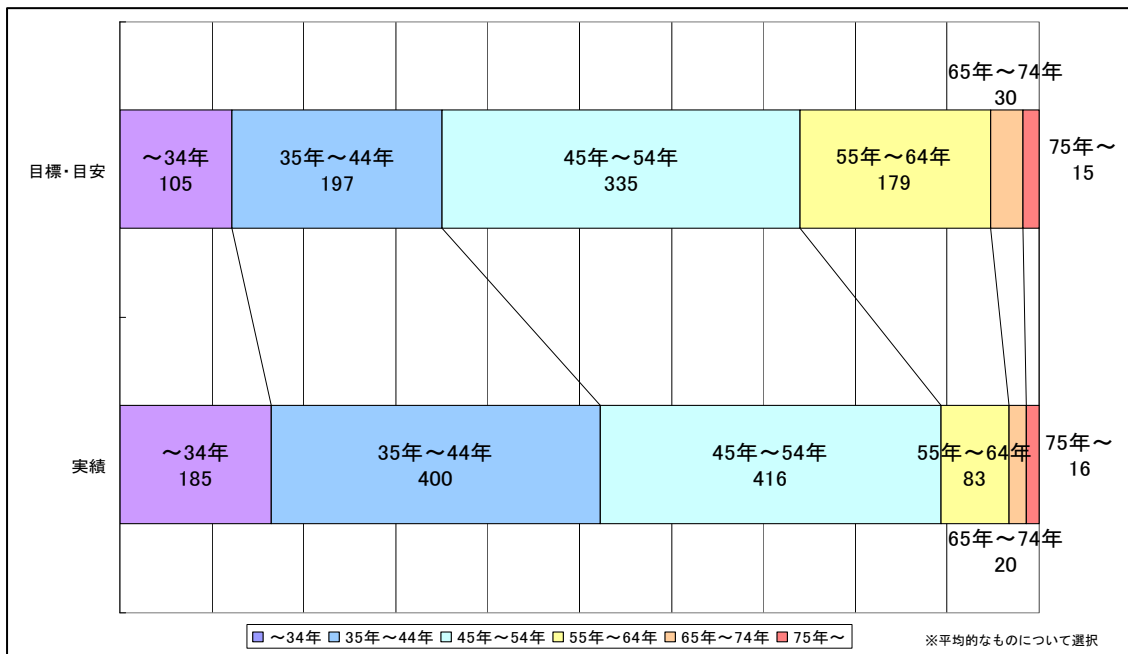 65年～74年
30
目標・目安
～34年
105
35年～44年
197
45年～54年
335
55年～64年
179
75年～
15
実績
～34年
185
35年～44年
400
45年～54年
416
55年～64年
83
75年～
16
65年～74年
20
～34年 35年～44年 45年～54年 55年～64年 65年～74年 75年～
※平均的なものについて選択